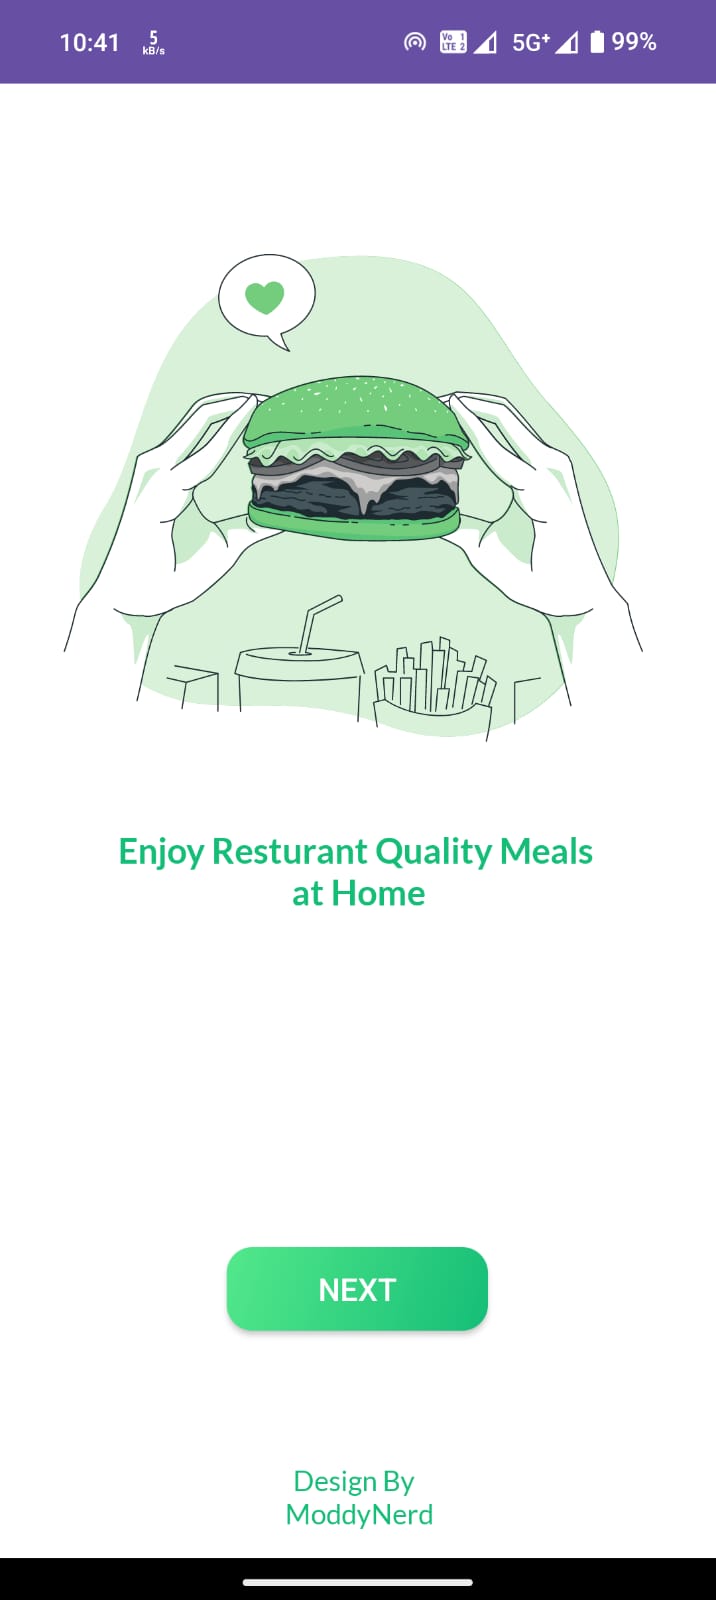 10:41 5 kB/s Vo 1 LTE 2 5G+ 99%
Enjoy Resturant Quality Meals
at Home
NEXT
Design By
ModdyNerd